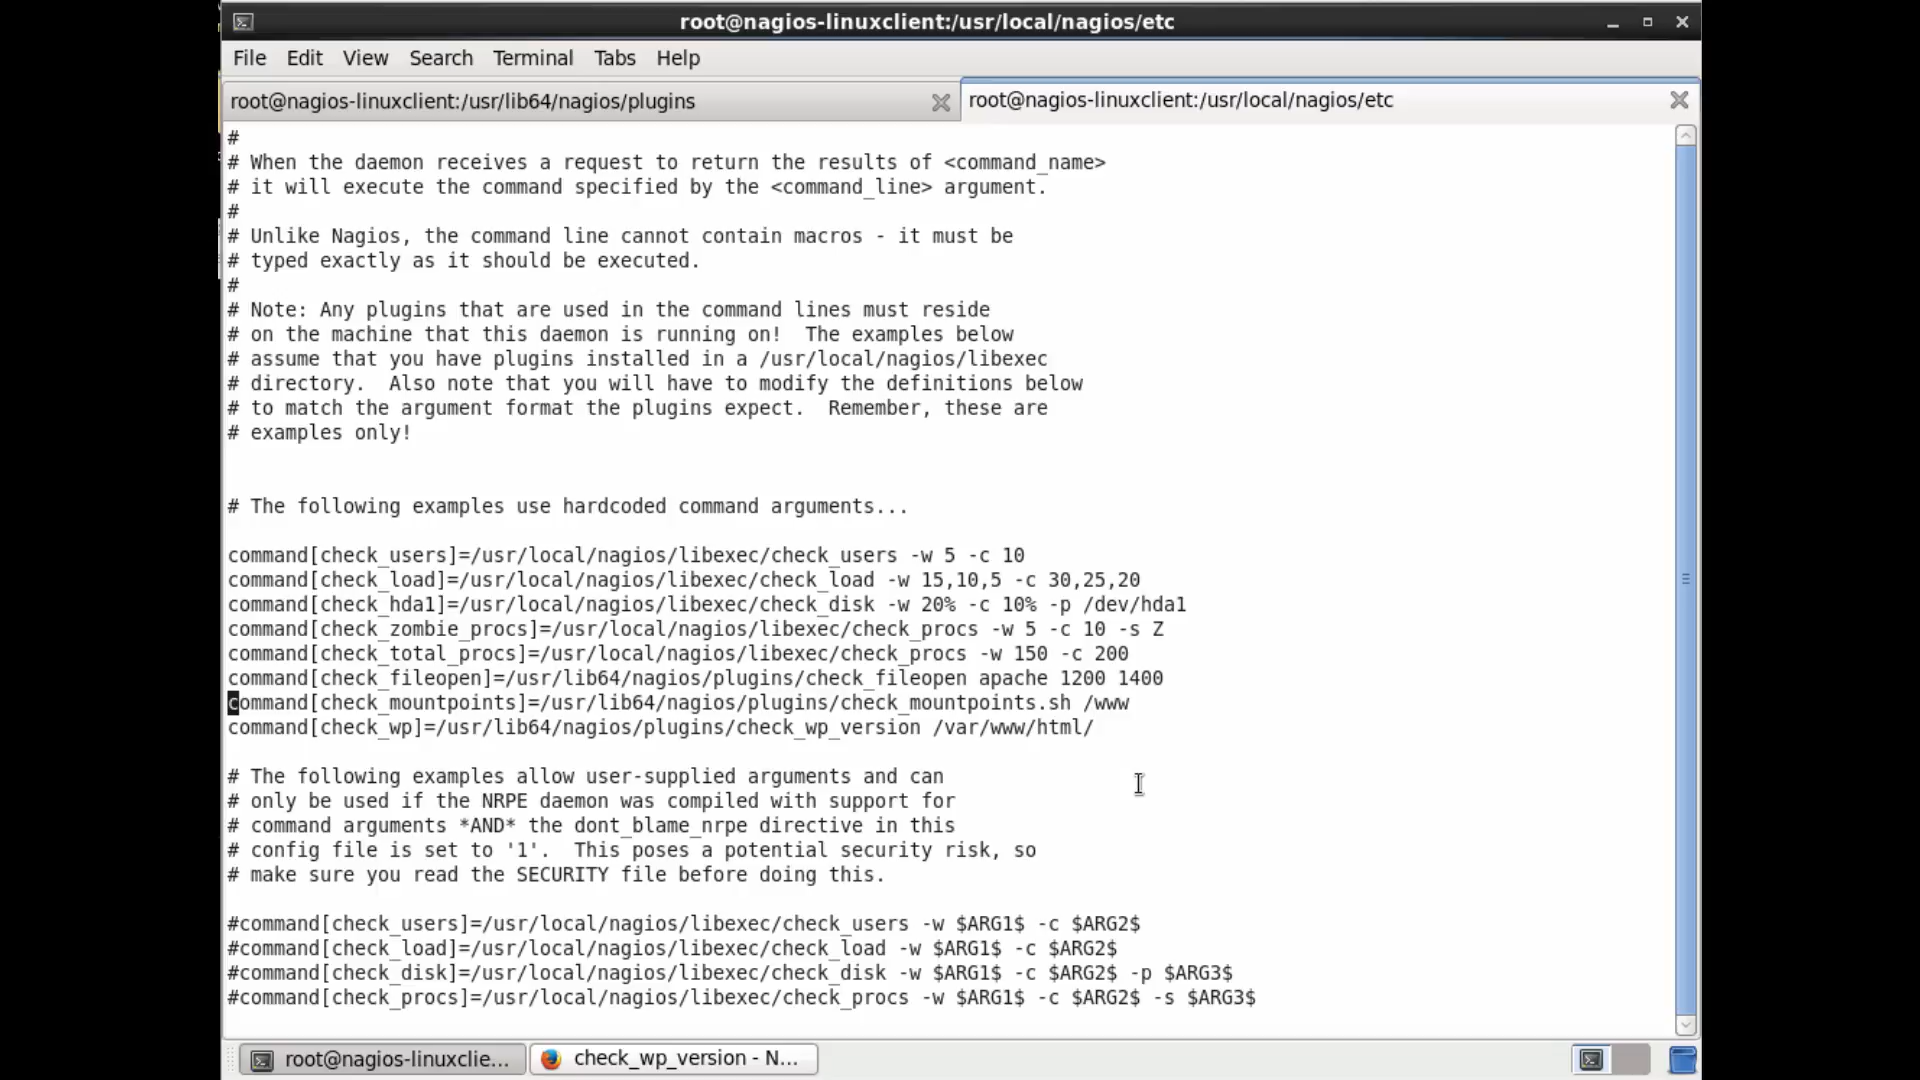 root@nagios-linuxclient:/usr/local/nagios/etc
File Edit View Search Terminal Tabs Help
root@nagios-linuxclient:/usr/lib64/nagios/plugins
root@nagios-linuxclient:/usr/local/nagios/etc
#
# When the daemon receives a request to return the results of <command_name>
# it will execute the command specified by the <command_line> argument.
#
# Unlike Nagios, the command line cannot contain macros - it must be
# typed exactly as it should be executed.
#
# Note: Any plugins that are used in the command lines must reside
# on the machine that this daemon is running on!  The examples below
# assume that you have plugins installed in a /usr/local/nagios/libexec
# directory.  Also note that you will have to modify the definitions below
# to match the argument format the plugins expect.  Remember, these are
# examples only!
# The following examples use hardcoded command arguments...
command[check_users]=/usr/local/nagios/libexec/check_users -w 5 -c 10
command[check_load]=/usr/local/nagios/libexec/check_load -w 15,10,5 -c 30,25,20
command[check_hda1]=/usr/local/nagios/libexec/check_disk -w 20% -c 10% -p /dev/hda1
command[check_zombie_procs]=/usr/local/nagios/libexec/check_procs -w 5 -c 10 -s Z
command[check_total_procs]=/usr/local/nagios/libexec/check_procs -w 150 -c 200
command[check_fileopen]=/usr/lib64/nagios/plugins/check_fileopen apache 1200 1400
command[check_mountpoints]=/usr/lib64/nagios/plugins/check_mountpoints.sh /www
command[check_wp]=/usr/lib64/nagios/plugins/check_wp_version /var/www/html/
# The following examples allow user-supplied arguments and can
# only be used if the NRPE daemon was compiled with support for
# command arguments *AND* the dont_blame_nrpe directive in this
# config file is set to '1'.  This poses a potential security risk, so
# make sure you read the SECURITY file before doing this.
#command[check_users]=/usr/local/nagios/libexec/check_users -w $ARG1$ -c $ARG2$
#command[check_load]=/usr/local/nagios/libexec/check_load -w $ARG1$ -c $ARG2$
#command[check_disk]=/usr/local/nagios/libexec/check_disk -w $ARG1$ -c $ARG2$ -p $ARG3$
#command[check_procs]=/usr/local/nagios/libexec/check_procs -w $ARG1$ -c $ARG2$ -s $ARG3$
root@nagios-linuxclie...
check_wp_version - N...